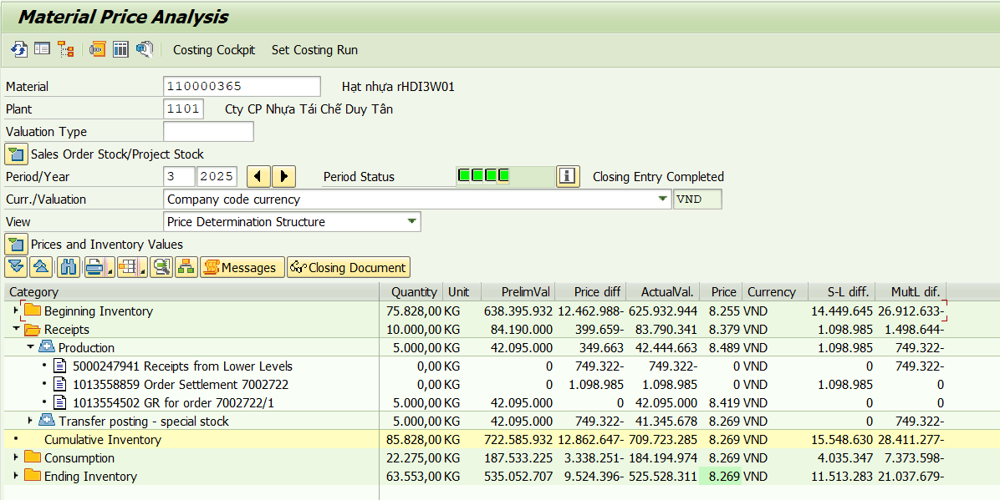 Material Price Analysis
Costing Cockpit Set Costing Run
Material 110000365 Hạt nhựa rHDI3W01
Plant 1101 Cty CP Nhựa Tái Chế Duy Tân
Valuation Type
Sales Order Stock/Project Stock
Period/Year 3 2025 Period Status Closing Entry Completed
Curr./Valuation Company code currency VND
View Price Determination Structure
Prices and Inventory Values
Messages Closing Document
Category Quantity Unit PrelimVal Price diff ActualVal. Price Currency S-L diff. MultL dif.
Beginning Inventory 75.828,00 KG 638.395.932 12.462.988- 625.932.944 8.255 VND 14.449.645 26.912.633-
Receipts 10.000,00 KG 84.190.000 399.659- 83.790.341 8.379 VND 1.098.985 1.498.644-
Production 5.000,00 KG 42.095.000 349.663 42.444.663 8.489 VND 1.098.985 749.322-
5000247941 Receipts from Lower Levels 0,00 KG 0 749.322- 749.322- 0 VND 0 749.322-
1013558859 Order Settlement 7002722 0,00 KG 0 1.098.985 1.098.985 0 VND 1.098.985 0
1013554502 GR for order 7002722/1 5.000,00 KG 42.095.000 0 42.095.000 8.419 VND 0 0
Transfer posting - special stock 5.000,00 KG 42.095.000 749.322- 41.345.678 8.269 VND 0 749.322-
Cumulative Inventory 85.828,00 KG 722.585.932 12.862.647- 709.723.285 8.269 VND 15.548.630 28.411.277-
Consumption 22.275,00 KG 187.533.225 3.338.251- 184.194.974 8.269 VND 4.035.347 7.373.598-
Ending Inventory 63.553,00 KG 535.052.707 9.524.396- 525.528.311 8.269 VND 11.513.283 21.037.679-